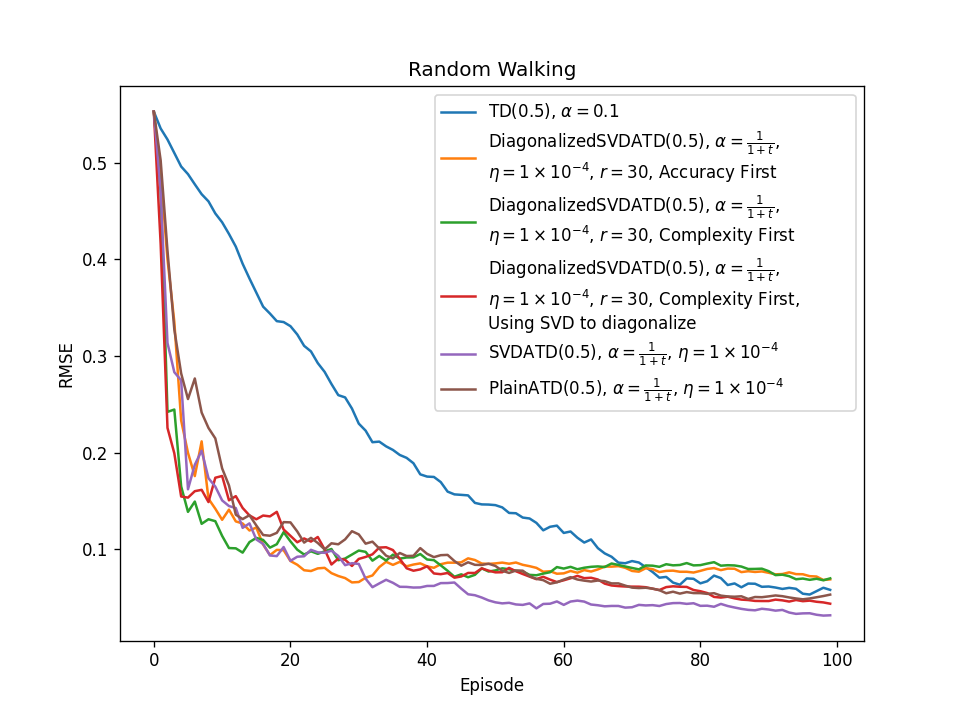 Random Walking
TD(0.5), α = 0.1
DiagonalizedSVDATD(0.5), α = 1/(1+t),
η = 1 × 10⁻⁴, r = 30, Accuracy First
DiagonalizedSVDATD(0.5), α = 1/(1+t),
η = 1 × 10⁻⁴, r = 30, Complexity First
DiagonalizedSVDATD(0.5), α = 1/(1+t),
η = 1 × 10⁻⁴, r = 30, Complexity First,
Using SVD to diagonalize
SVDATD(0.5), α = 1/(1+t), η = 1 × 10⁻⁴
PlainATD(0.5), α = 1/(1+t), η = 1 × 10⁻⁴
RMSE
0.5
0.4
0.3
0.2
0.1
0 20 40 60 80 100
Episode